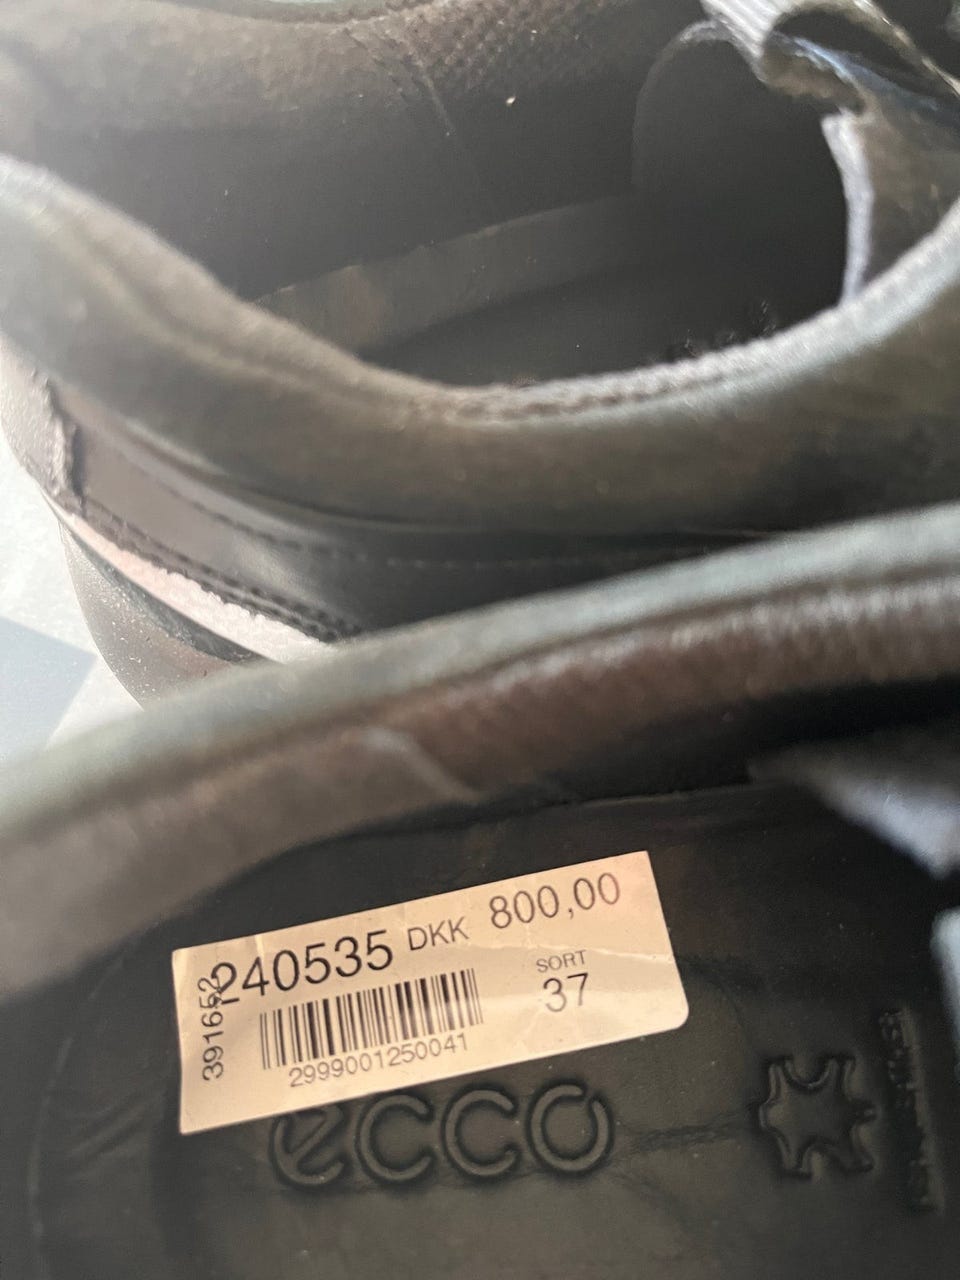 240535 DKK 800,00
SORT
37
391652
2999001250041
ecco